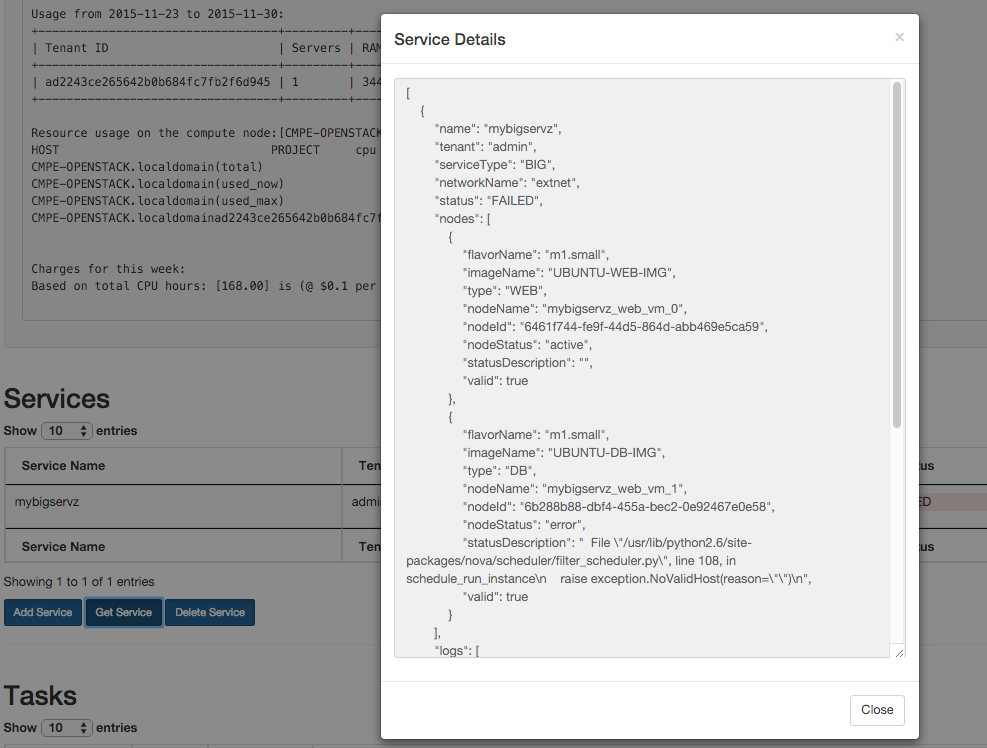 Usage from 2015-11-23 to 2015-11-30:
+----------------------------------+---------+-----
| Tenant ID | Servers | RAM
+----------------------------------+---------+-----
| ad2243ce265642b0b684fc7fb2f6d945 | 1 | 344
+----------------------------------+---------+-----
Resource usage on the compute node:[CMPE-OPENSTACK
HOST PROJECT cpu
CMPE-OPENSTACK.localdomain(total)
CMPE-OPENSTACK.localdomain(used_now)
CMPE-OPENSTACK.localdomain(used_max)
CMPE-OPENSTACK.localdomainad2243ce265642b0b684fc7f
Charges for this week:
Based on total CPU hours: [168.00] is (@ $0.1 per
Services
Show 10 entries
Service Name Ten us
mybigservz admi ED
Service Name Ten us
Showing 1 to 1 of 1 entries
Add Service Get Service Delete Service
Tasks
Show 10 entries
Service Details ×
[
{
"name": "mybigservz",
"tenant": "admin",
"serviceType": "BIG",
"networkName": "extnet",
"status": "FAILED",
"nodes": [
{
"flavorName": "m1.small",
"imageName": "UBUNTU-WEB-IMG",
"type": "WEB",
"nodeName": "mybigservz_web_vm_0",
"nodeId": "6461f744-fe9f-44d5-864d-abb469e5ca59",
"nodeStatus": "active",
"statusDescription": "",
"valid": true
},
{
"flavorName": "m1.small",
"imageName": "UBUNTU-DB-IMG",
"type": "DB",
"nodeName": "mybigservz_web_vm_1",
"nodeId": "6b288b88-dbf4-455a-bec2-0e92467e0e58",
"nodeStatus": "error",
"statusDescription": " File \"/usr/lib/python2.6/site-
packages/nova/scheduler/filter_scheduler.py\", line 108, in
schedule_run_instance\n raise exception.NoValidHost(reason=\"\")\n",
"valid": true
}
],
"logs": [
Close